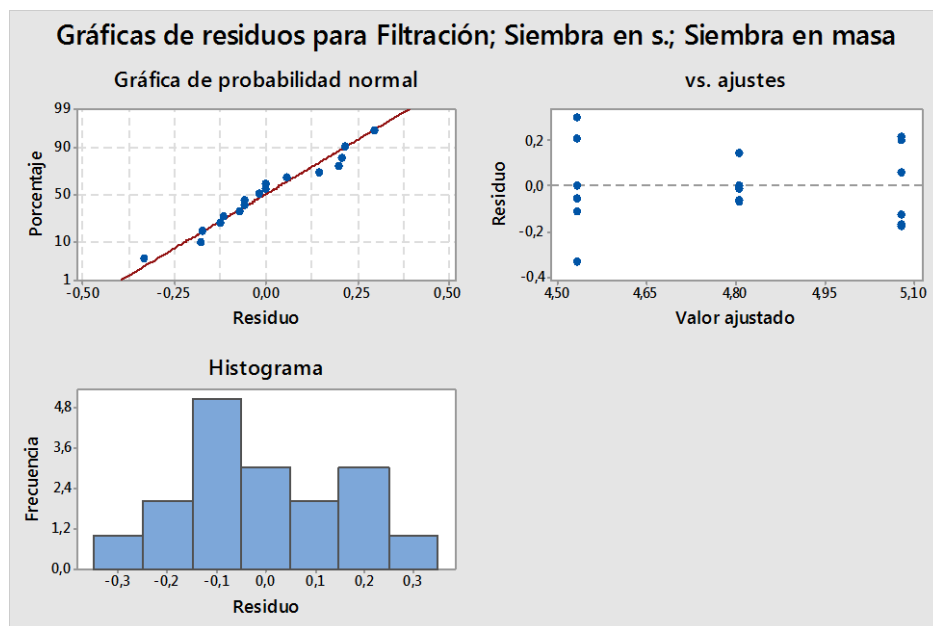 Gráficas de residuos para Filtración; Siembra en s.; Siembra en masa
Gráfica de probabilidad normal
99
90
50
10
1
Porcentaje
-0,50 -0,25 0,00 0,25 0,50
Residuo
vs. ajustes
0,2
0,0
-0,2
-0,4
Residuo
4,50 4,65 4,80 4,95 5,10
Valor ajustado
Histograma
4,8
3,6
2,4
1,2
0,0
Frecuencia
-0,3 -0,2 -0,1 0,0 0,1 0,2 0,3
Residuo